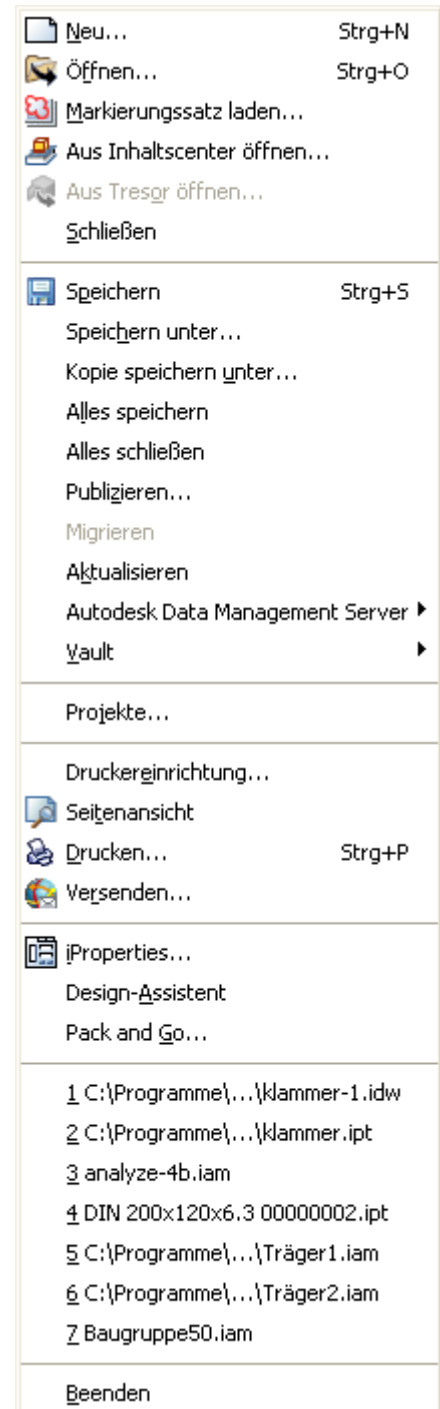 Neu... Strg+N
Öffnen... Strg+O
Markierungssatz laden...
Aus Inhaltscenter öffnen...
Aus Tresor öffnen...
Schließen
Speichern Strg+S
Speichern unter...
Kopie speichern unter...
Alles speichern
Alles schließen
Publizieren...
Migrieren
Aktualisieren
Autodesk Data Management Server
Vault
Projekte...
Druckereinrichtung...
Seitenansicht
Drucken... Strg+P
Versenden...
iProperties...
Design-Assistent
Pack and Go...
1 C:\Programme\...\klammer-1.idw
2 C:\Programme\...\klammer.ipt
3 analyze-4b.iam
4 DIN 200x120x6.3 00000002.ipt
5 C:\Programme\...\Träger1.iam
6 C:\Programme\...\Träger2.iam
7 Baugruppe50.iam
Beenden